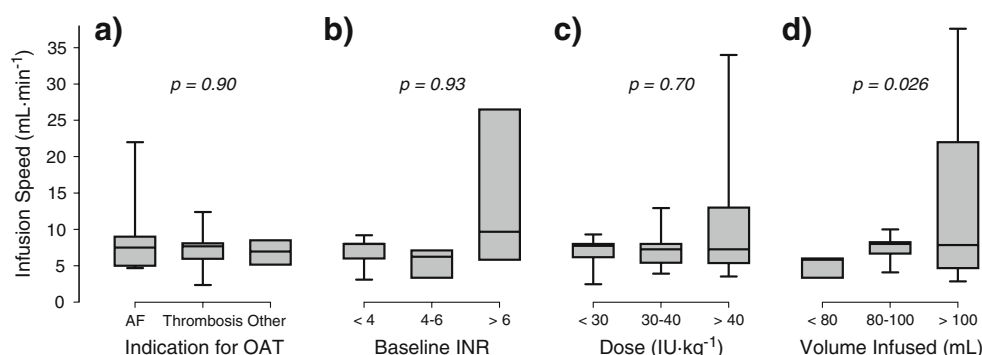 a) b) c) d)
35
30
25
20
15
10
5
0
Infusion Speed (mL·min⁻¹)
p = 0.90 p = 0.93 p = 0.70 p = 0.026
AF Thrombosis Other < 4 4-6 > 6 < 30 30-40 > 40 < 80 80-100 > 100
Indication for OAT Baseline INR Dose (IU·kg⁻¹) Volume Infused (mL)